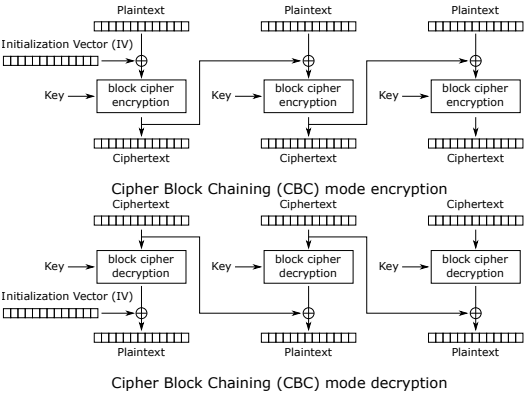 Plaintext Plaintext Plaintext
Initialization Vector (IV)
Key block cipher encryption Key block cipher encryption Key block cipher encryption
Ciphertext Ciphertext Ciphertext
Cipher Block Chaining (CBC) mode encryption
Ciphertext Ciphertext Ciphertext
Key block cipher decryption Key block cipher decryption Key block cipher decryption
Initialization Vector (IV)
Plaintext Plaintext Plaintext
Cipher Block Chaining (CBC) mode decryption